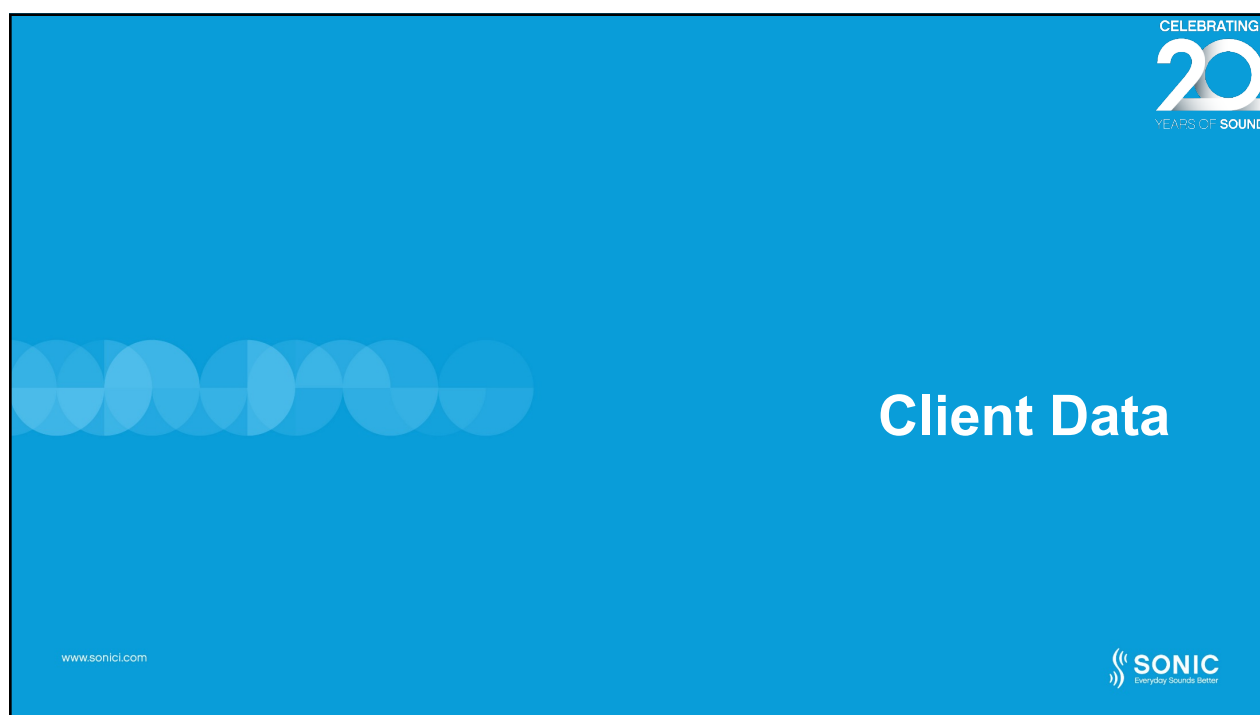 CELEBRATING
20
YEARS OF SOUND
Client Data
www.sonici.com
SONIC
Everyday Sounds Better